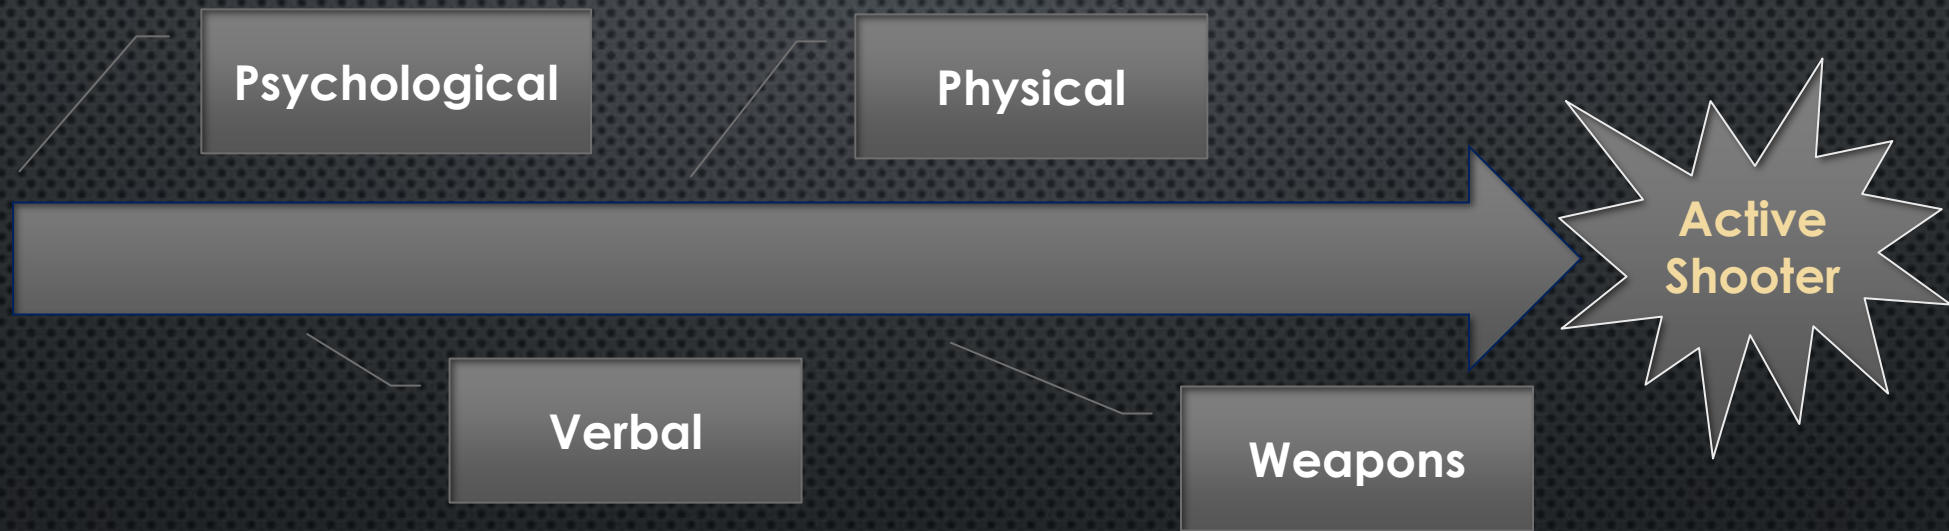 Psychological
Physical
Active
Shooter
Verbal
Weapons